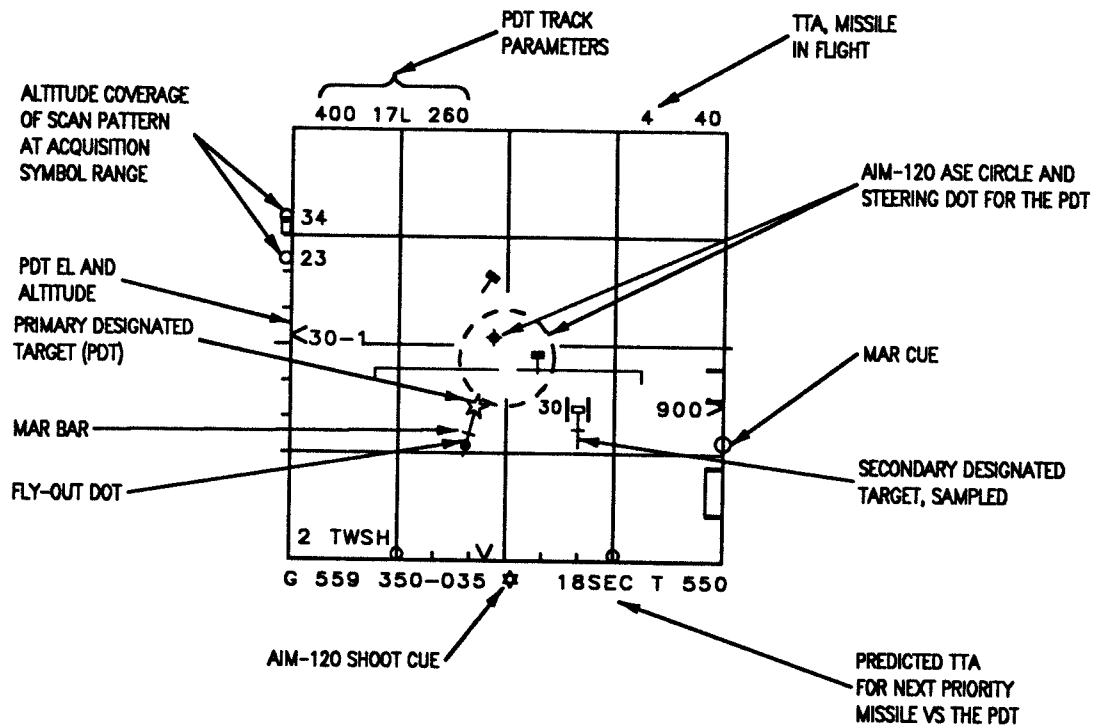 PDT TRACK
PARAMETERS
TTA, MISSILE
IN FLIGHT
ALTITUDE COVERAGE
OF SCAN PATTERN
AT ACQUISITION
SYMBOL RANGE
400 17L 260
4 40
AIM-120 ASE CIRCLE AND
STEERING DOT FOR THE PDT
34
23
PDT EL AND
ALTITUDE
30-1
PRIMARY DESIGNATED
TARGET (PDT)
MAR CUE
30
900
MAR BAR
SECONDARY DESIGNATED
TARGET, SAMPLED
FLY-OUT DOT
2 TWSH
G 559 350-035 18SEC T 550
AIM-120 SHOOT CUE
PREDICTED TTA
FOR NEXT PRIORITY
MISSILE VS THE PDT